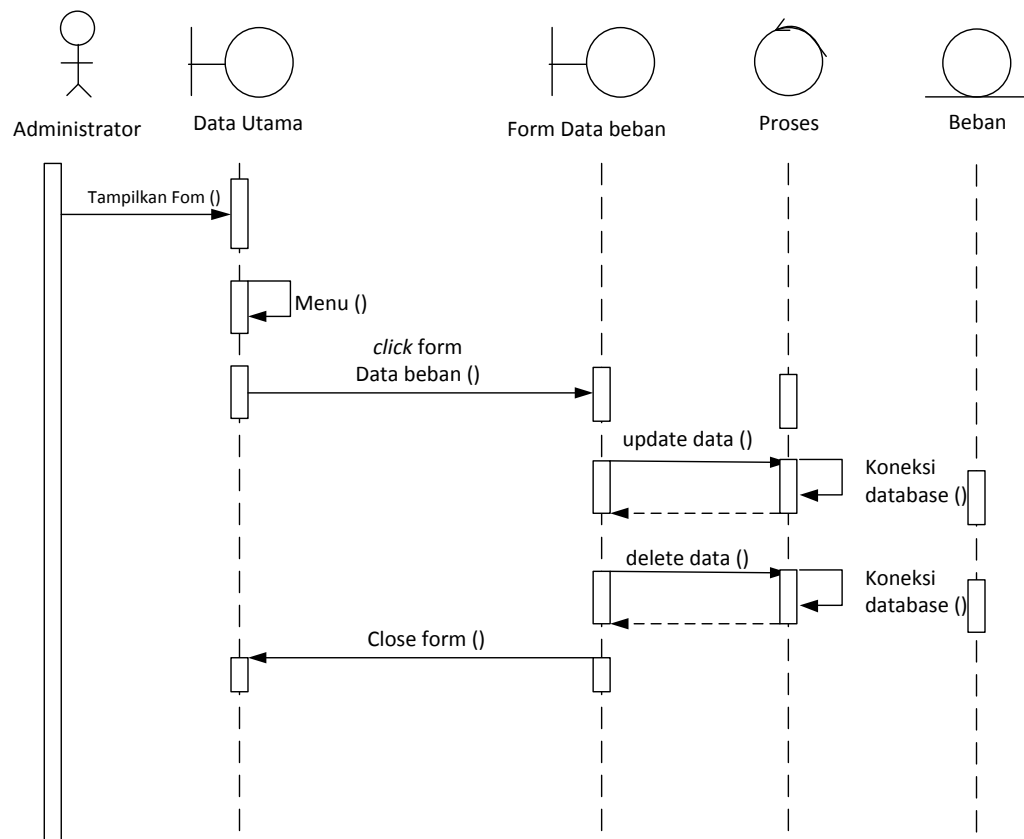 Administrator
Data Utama
Form Data beban
Proses
Beban
Tampilkan Fom ()
Menu ()
click form
Data beban ()
update data ()
Koneksi
database ()
delete data ()
Koneksi
database ()
Close form ()